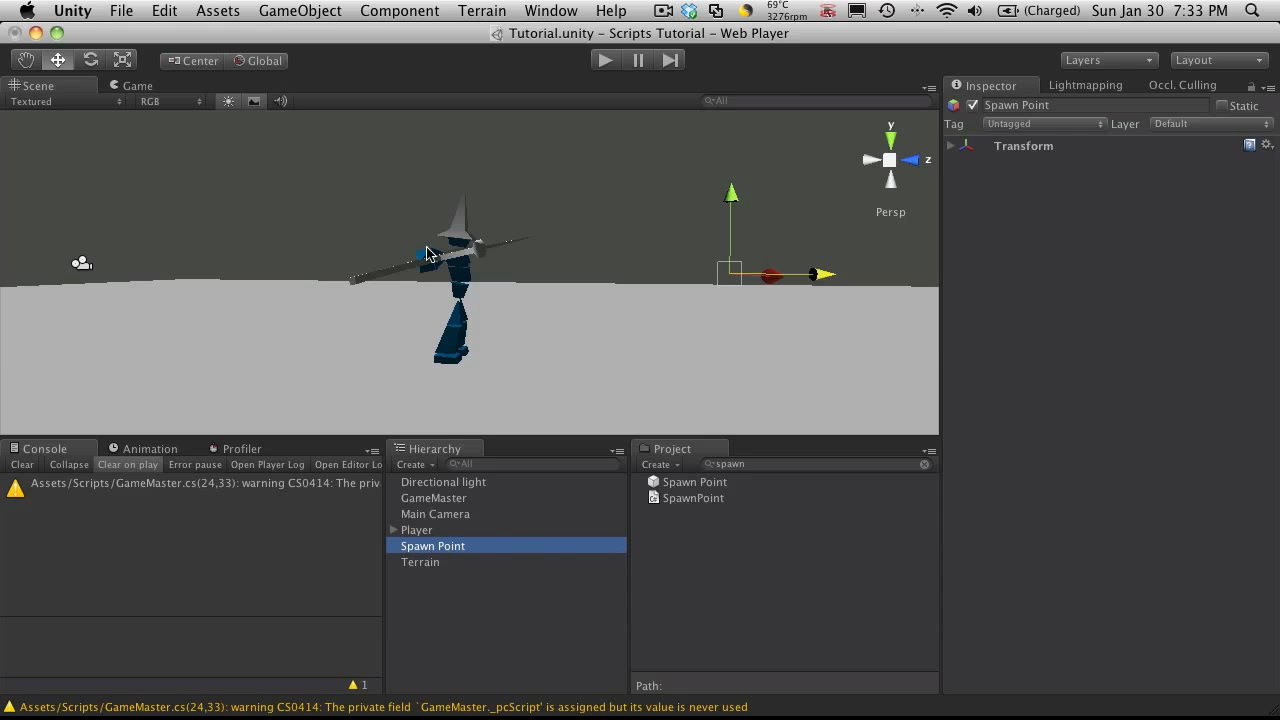 Unity File Edit Assets GameObject Component Terrain Window Help 69°C 3276rpm (Charged) Sun Jan 30 7:33 PM
Tutorial.unity - Scripts Tutorial - Web Player
Center Global Layers Layout
Scene Game Inspector Lightmapping Occl. Culling
Textured RGB All
Spawn Point Static
Tag Untagged Layer Default
Transform
y
z
Persp
Console Animation Profiler
Clear Collapse Clear on play Error pause Open Player Log Open Editor Lo
Assets/Scripts/GameMaster.cs(24,33): warning CS0414: The priv
1
Hierarchy
Create All
Directional light
GameMaster
Main Camera
Player
Spawn Point
Terrain
Project
Create spawn
Spawn Point
SpawnPoint
Path:
Assets/Scripts/GameMaster.cs(24,33): warning CS0414: The private field `GameMaster._pcScript' is assigned but its value is never used